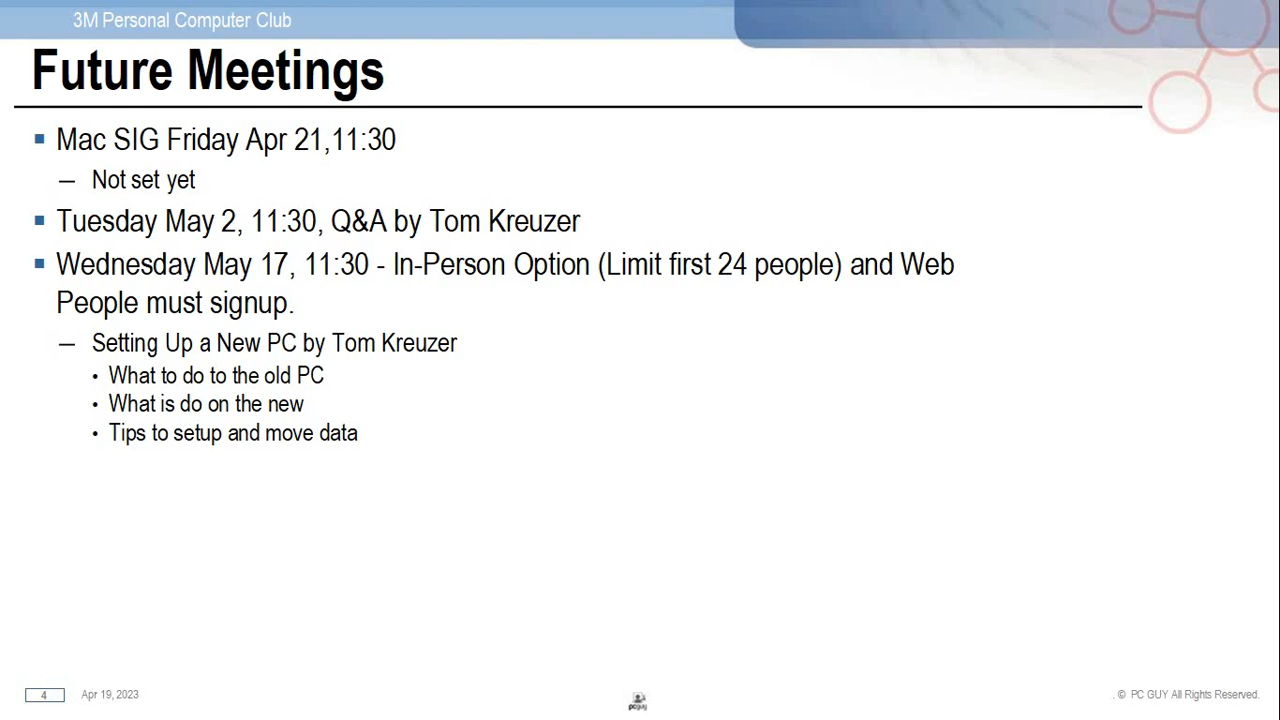 3M Personal Computer Club
Future Meetings
Mac SIG Friday Apr 21,11:30
— Not set yet
Tuesday May 2, 11:30, Q&A by Tom Kreuzer
Wednesday May 17, 11:30 - In-Person Option (Limit first 24 people) and Web
People must signup.
— Setting Up a New PC by Tom Kreuzer
• What to do to the old PC
• What is do on the new
• Tips to setup and move data
4
Apr 19, 2023
pcguy
. © PC GUY All Rights Reserved.